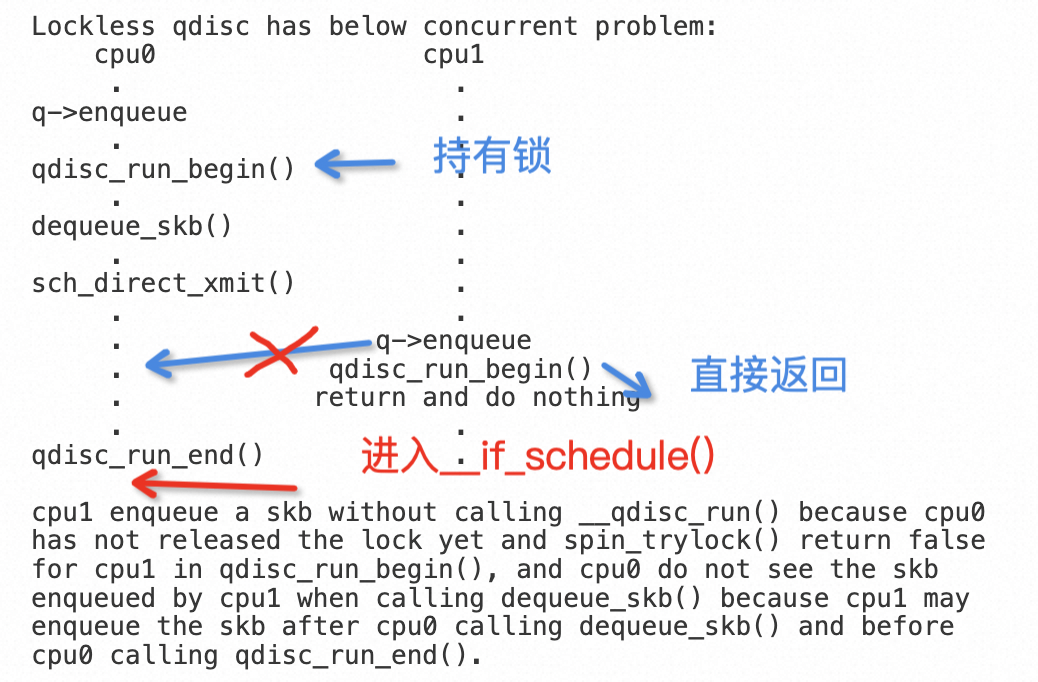 Lockless qdisc has below concurrent problem:
cpu0 cpu1
. .
q->enqueue .
. .
qdisc_run_begin() . 持有锁
. .
dequeue_skb() .
. .
sch_direct_xmit() .
. .
. q->enqueue
. qdisc_run_begin() 直接返回
. return and do nothing
. .
qdisc_run_end() . 进入__if_schedule()
cpu1 enqueue a skb without calling __qdisc_run() because cpu0
has not released the lock yet and spin_trylock() return false
for cpu1 in qdisc_run_begin(), and cpu0 do not see the skb
enqueued by cpu1 when calling dequeue_skb() because cpu1 may
enqueue the skb after cpu0 calling dequeue_skb() and before
cpu0 calling qdisc_run_end().